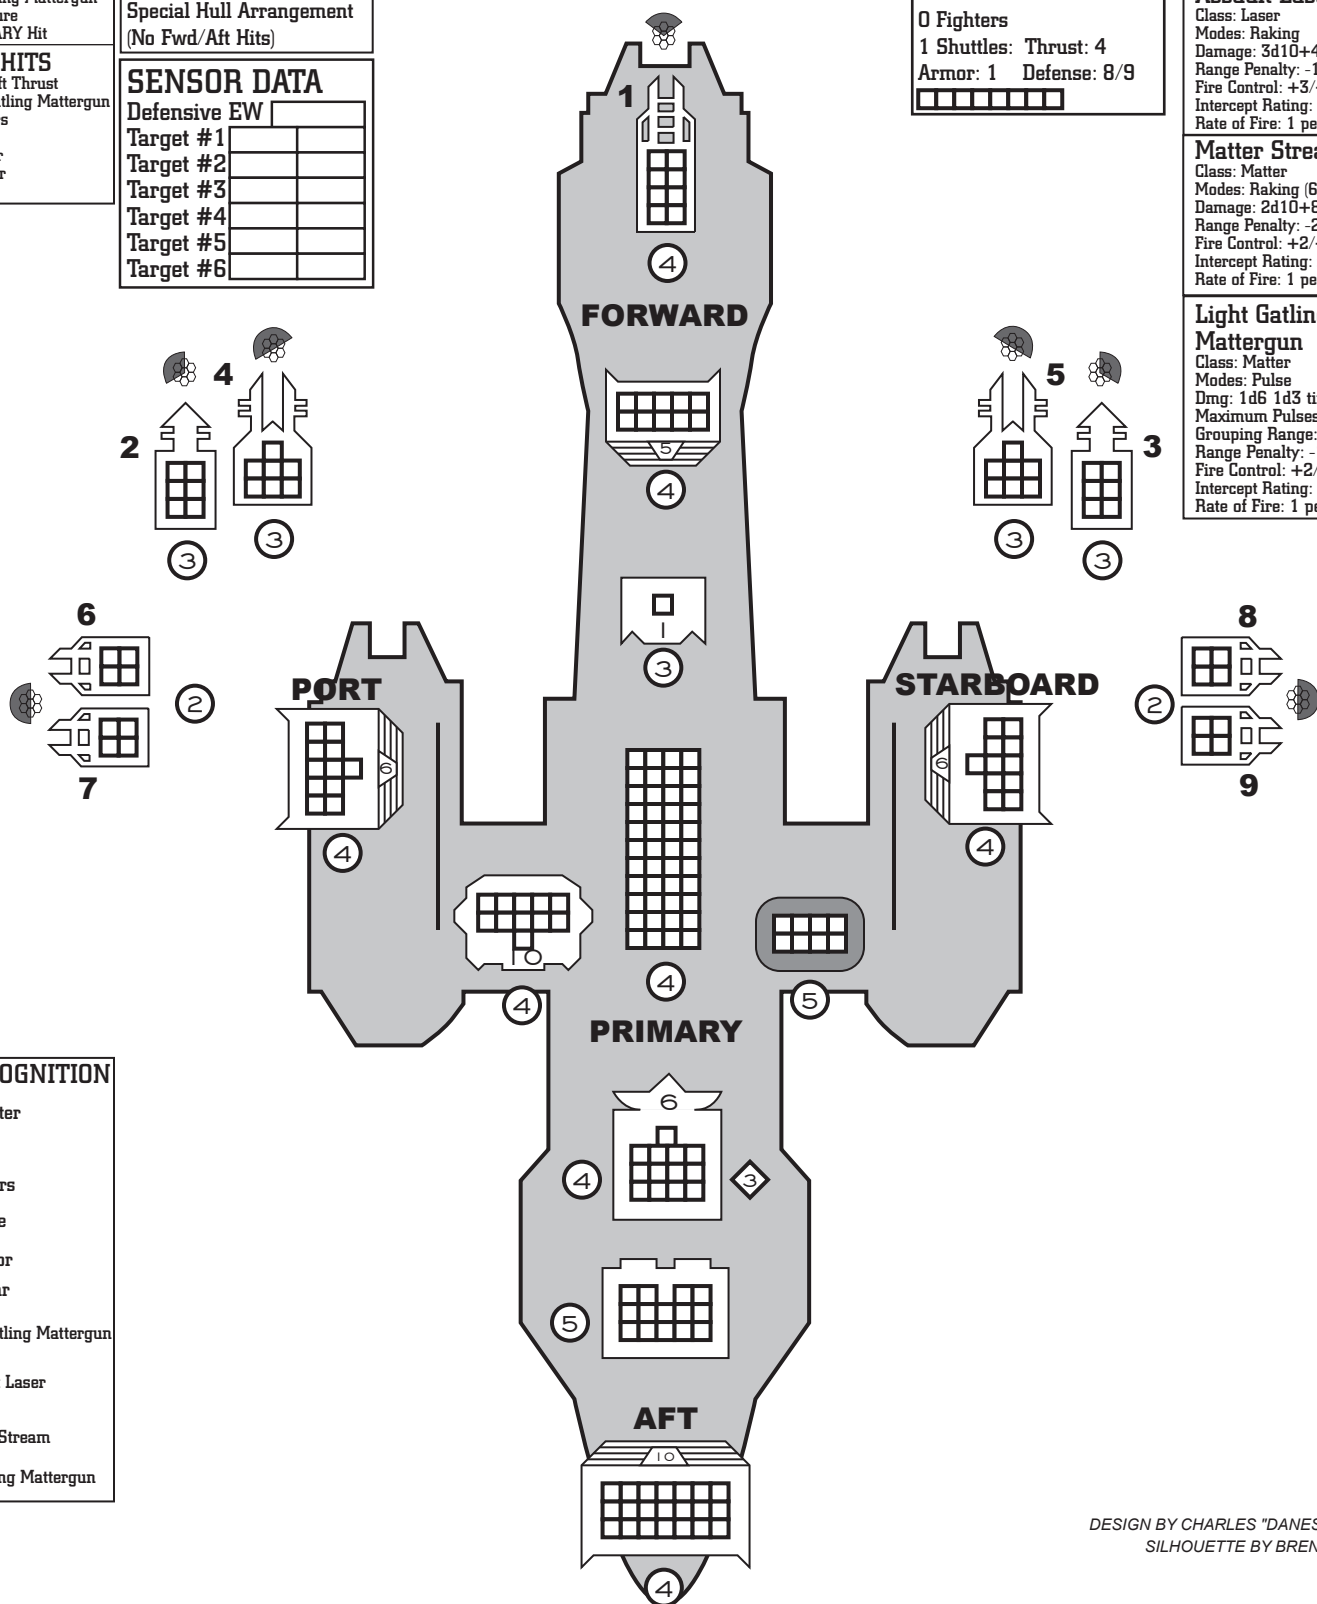 ure
ARY Hit
HITS
ft Thrust
tling Mattergun
rs
r
r
Special Hull Arrangement
(No Fwd/Aft Hits)
SENSOR DATA
Defensive EW
Target #1
Target #2
Target #3
Target #4
Target #5
Target #6
0 Fighters
1 Shuttles: Thrust: 4
Armor: 1 Defense: 8/9
Class: Laser
Modes: Raking
Damage: 3d10+4
Range Penalty: -1
Fire Control: +3/
Intercept Rating:
Rate of Fire: 1 pe
Matter Strea
Class: Matter
Modes: Raking (6
Damage: 2d10+8
Range Penalty: -2
Fire Control: +2/
Intercept Rating:
Rate of Fire: 1 pe
Light Gatlin
Mattergun
Class: Matter
Modes: Pulse
Dmg: 1d6 1d3 ti
Maximum Pulses
Grouping Range:
Range Penalty: -
Fire Control: +2/
Intercept Rating:
Rate of Fire: 1 pe
1
4
FORWARD
4
2
3
3
5
3
3
3
5
4
1
3
6
7
2
PORT
6
4
STARBOARD
6
4
8
2
9
10
4
4
5
PRIMARY
6
4
3
5
AFT
10
4
OGNITION
ter
rs
e
or
ar
tling Mattergun
Laser
Stream
ng Mattergun
DESIGN BY CHARLES "DANES
SILHOUETTE BY BREN